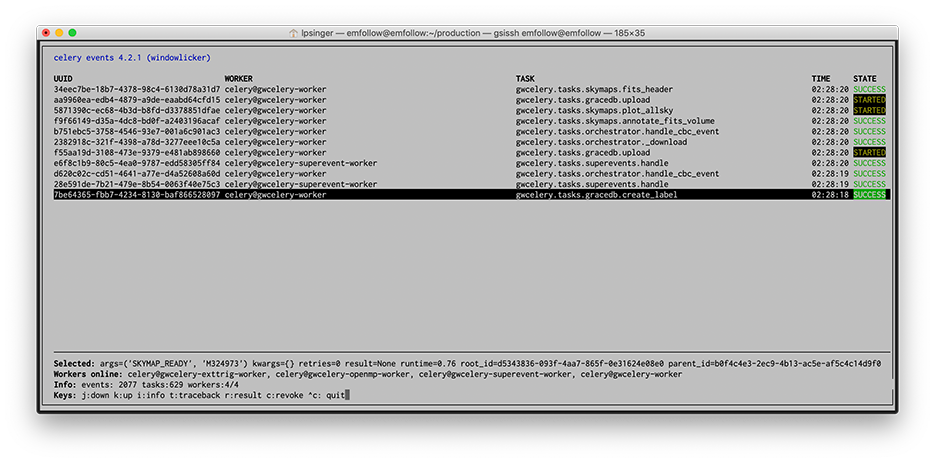 lpsinger — emfollow@emfollow:~/production — gsissh emfollow@emfollow — 185×35
celery events 4.2.1 (windowlicker)
UUID WORKER TASK TIME STATE
34eec7be-18b7-4378-98c4-6130d78a31d7 celery@gwcelery-worker gwcelery.tasks.skymaps.fits_header 02:28:20 SUCCESS
aa9960ea-edb4-4879-a9de-eaabd64cfd15 celery@gwcelery-worker gwcelery.tasks.gracedb.upload 02:28:20 STARTED
5871390c-ec68-4b3d-b8fd-d3378851dfae celery@gwcelery-worker gwcelery.tasks.skymaps.plot_allsky 02:28:20 STARTED
f9f66149-d35a-4dc8-bd0f-a2403196acaf celery@gwcelery-worker gwcelery.tasks.skymaps.annotate_fits_volume 02:28:20 SUCCESS
b751ebc5-3758-4546-93e7-001a6c901ac3 celery@gwcelery-worker gwcelery.tasks.orchestrator.handle_cbc_event 02:28:20 SUCCESS
2382918c-321f-4398-a78d-3277eee10c5a celery@gwcelery-worker gwcelery.tasks.orchestrator._download 02:28:20 SUCCESS
f55aa19d-3108-473e-9379-e481ab898660 celery@gwcelery-worker gwcelery.tasks.gracedb.upload 02:28:20 STARTED
e6f8c1b9-80c5-4ea0-9787-edd58305ff84 celery@gwcelery-superevent-worker gwcelery.tasks.superevents.handle 02:28:20 SUCCESS
d620c02c-cd51-4641-a77e-d4a52608a60d celery@gwcelery-worker gwcelery.tasks.orchestrator.handle_cbc_event 02:28:19 SUCCESS
28e591de-7b21-479e-8b54-0063f40e75c3 celery@gwcelery-superevent-worker gwcelery.tasks.superevents.handle 02:28:19 SUCCESS
7be64365-fbb7-4234-8130-baf866528097 celery@gwcelery-worker gwcelery.tasks.gracedb.create_label 02:28:18 SUCCESS
Selected: args=('SKYMAP_READY', 'M324973') kwargs={} retries=0 result=None runtime=0.76 root_id=d5343836-093f-4aa7-865f-0e31624e08e0 parent_id=b0f4c4e3-2ec9-4b13-ac5e-af5c4c14d9f0
Workers online: celery@gwcelery-exttrig-worker, celery@gwcelery-openmp-worker, celery@gwcelery-superevent-worker, celery@gwcelery-worker
Info: events: 2077 tasks:629 workers:4/4
Keys: j:down k:up i:info t:traceback r:result c:revoke ^c: quit